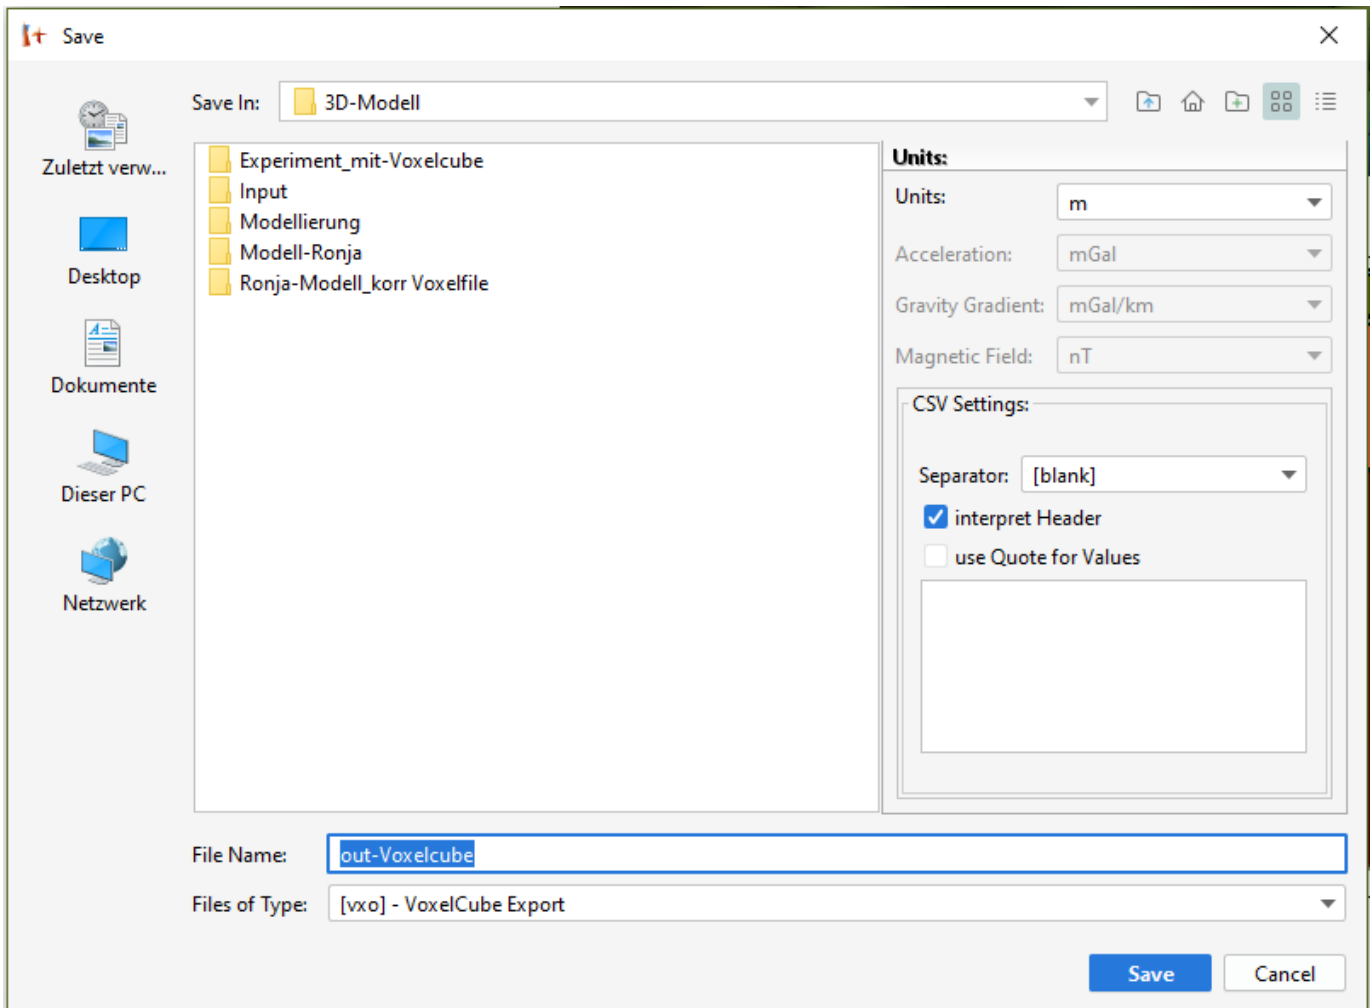 Save
Save In:
3D-Modell
Zuletzt verw...
Desktop
Dokumente
Dieser PC
Netzwerk
Experiment_mit-Voxelcube
Input
Modellierung
Modell-Ronja
Ronja-Modell_korr Voxelfile
Units:
Units:
m
Acceleration:
mGal
Gravity Gradient:
mGal/km
Magnetic Field:
nT
CSV Settings:
Separator:
[blank]
interpret Header
use Quote for Values
File Name:
out-Voxelcube
Files of Type:
[vxo] - VoxelCube Export
Save
Cancel